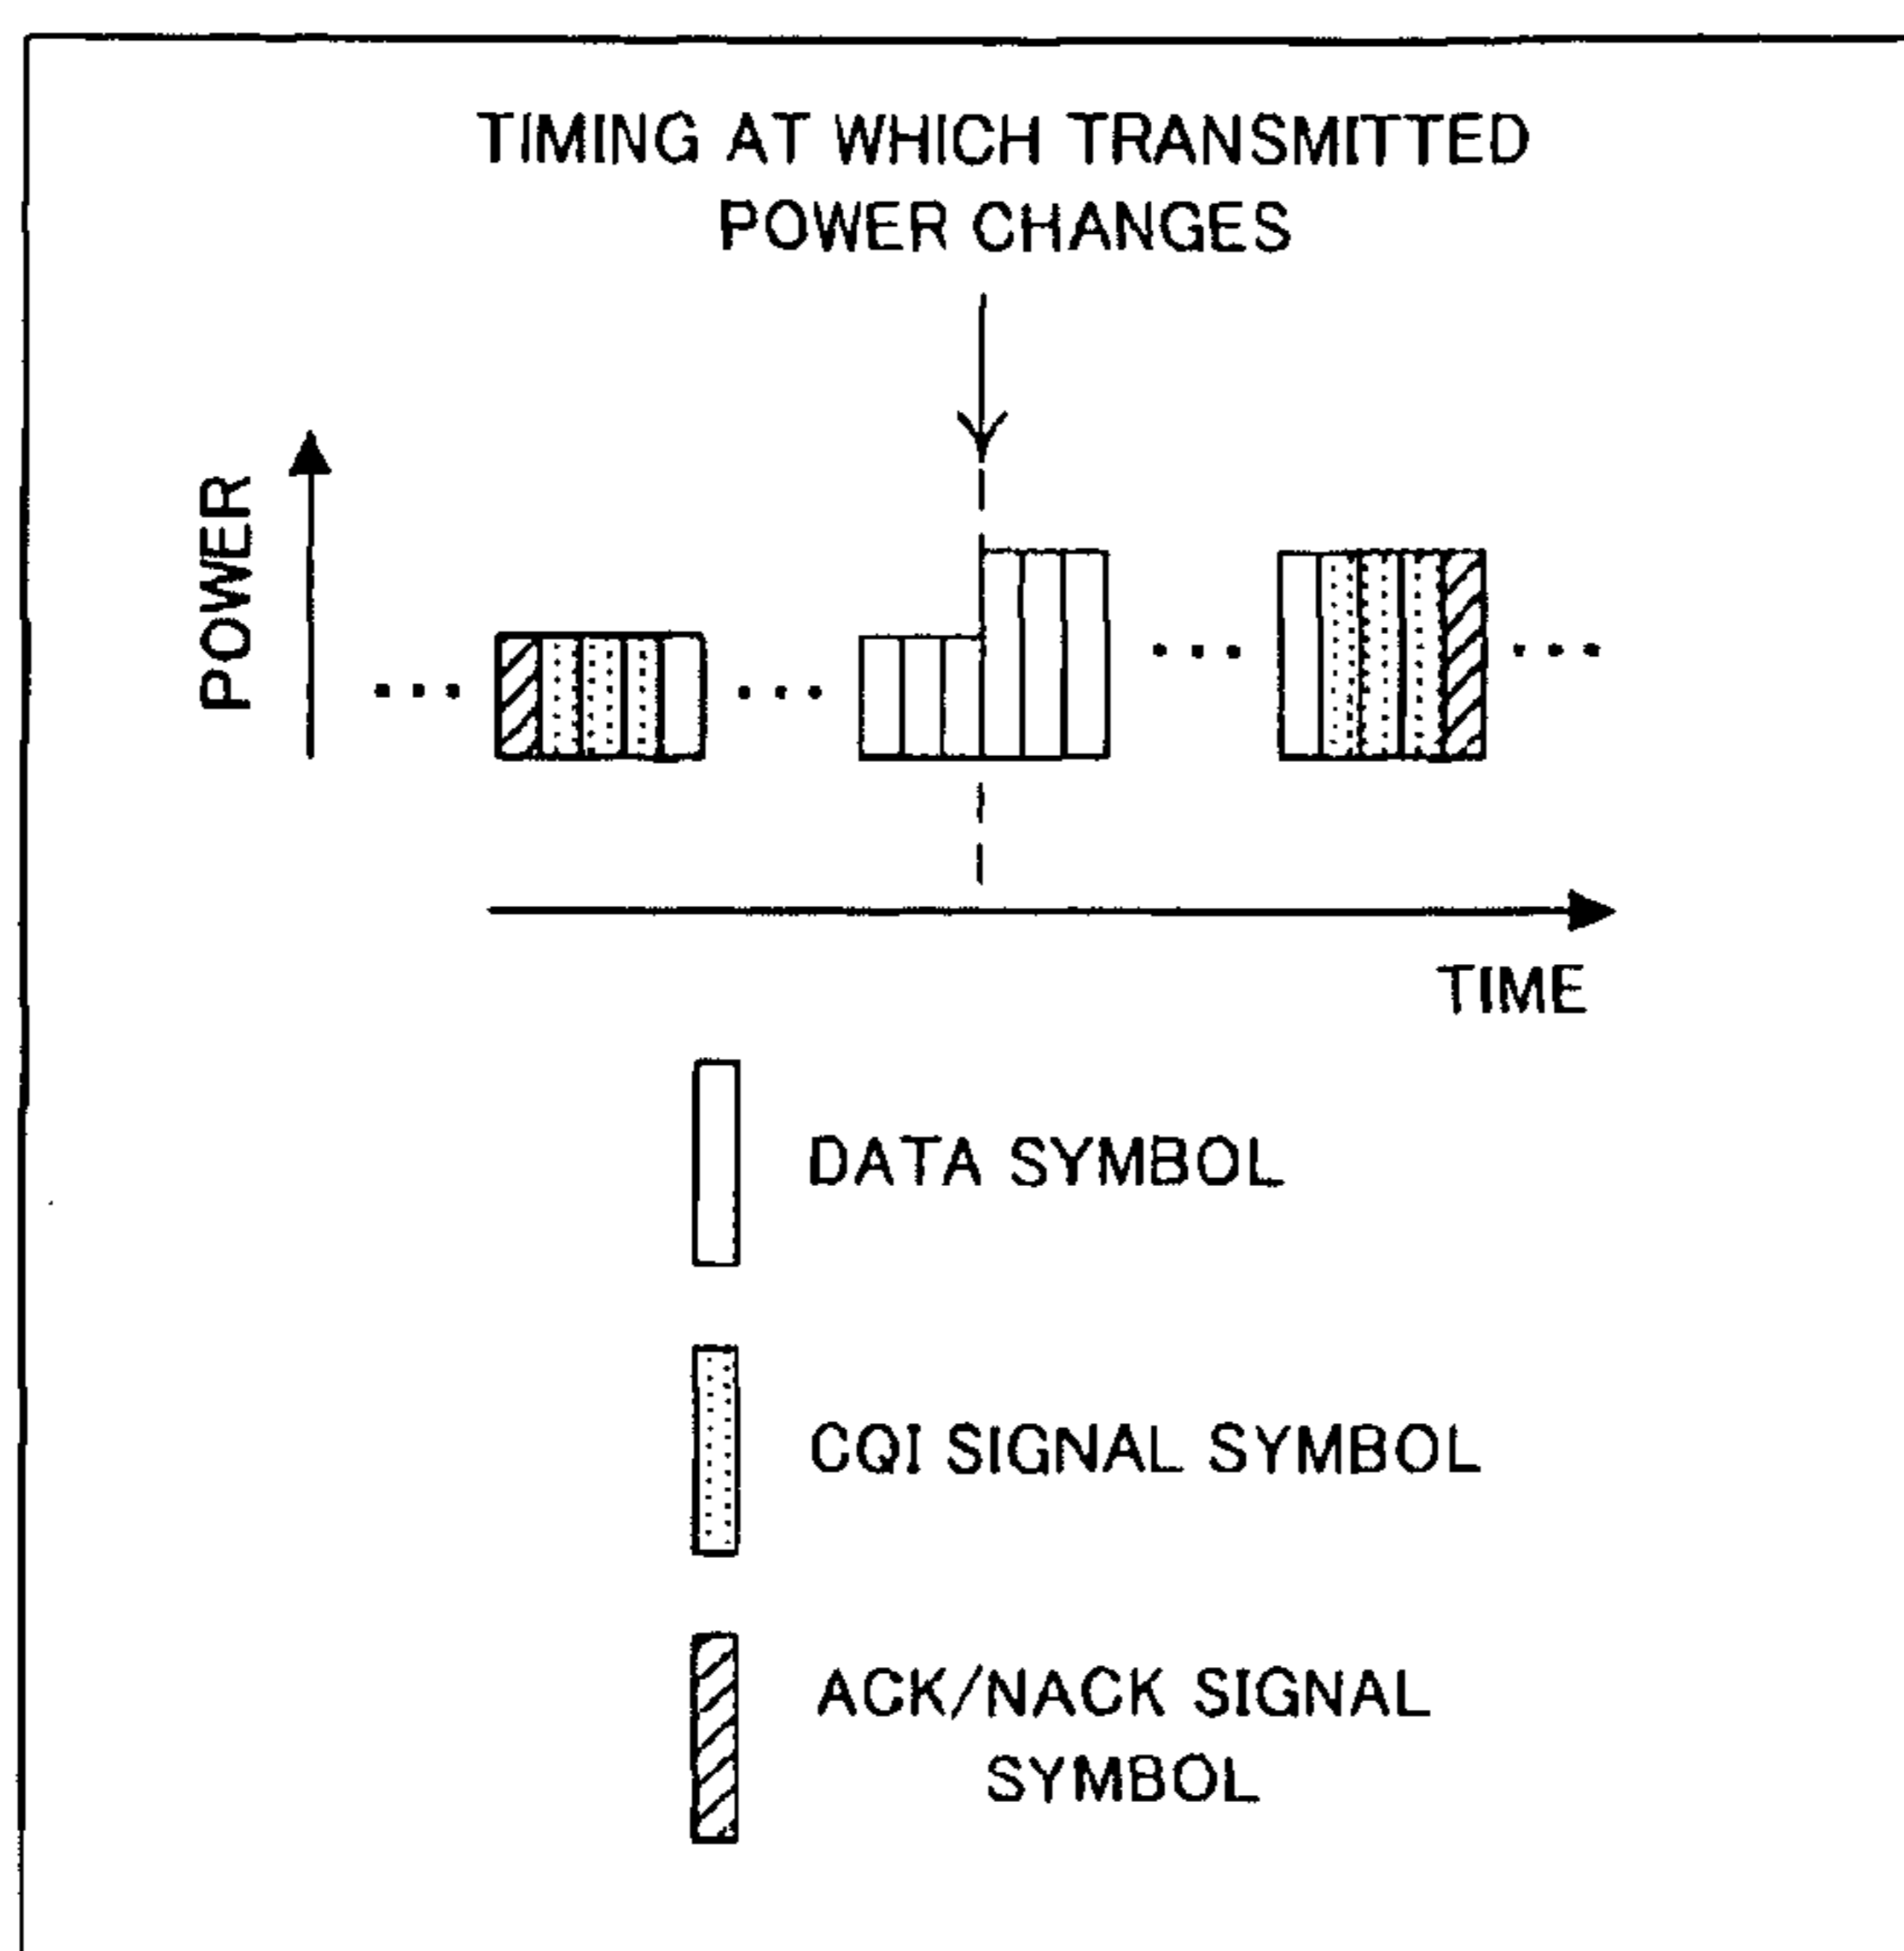 TIMING AT WHICH TRANSMITTED
POWER CHANGES
POWER
TIME
DATA SYMBOL
CQI SIGNAL SYMBOL
ACK/NACK SIGNAL
SYMBOL